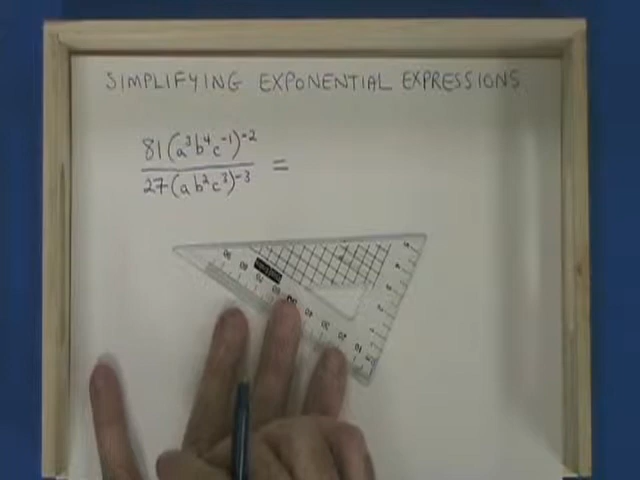 SIMPLIFYING EXPONENTIAL EXPRESSIONS
81(a³b⁴c⁻¹)⁻²
27(ab²c³)⁻³ =